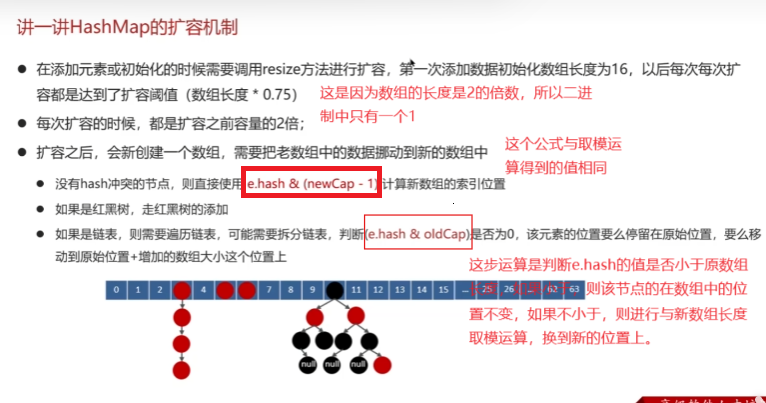 讲一讲HashMap的扩容机制
在添加元素或初始化的时候需要调用resize方法进行扩容，第一次添加数据初始化数组长度为16，以后每次每次扩
容都是达到了扩容阈值（数组长度 * 0.75）
这是因为数组的长度是2的倍数，所以二进
制中只有一个1
每次扩容的时候，都是扩容之前容量的2倍；
这个公式与取模运
算得到的值相同
扩容之后，会新创建一个数组，需要把老数组中的数据挪动到新的数组中
没有hash冲突的节点，则直接使用 e.hash & (newCap - 1) 计算新数组的索引位置
如果是红黑树，走红黑树的添加
如果是链表，则需要遍历链表，可能需要拆分链表，判断(e.hash & oldCap)是否为0，该元素的位置要么停留在原始位置，要么移
动到原始位置+增加的数组大小这个位置上
这步运算是判断e.hash的值是否小于原数组
则该节点的在数组中的位
置不变，如果不小于，则进行与新数组长度
取模运算，换到新的位置上。
0 1 2 4 7 8 9 11 12 13 14 15 ... 25 26 62 63
null null null